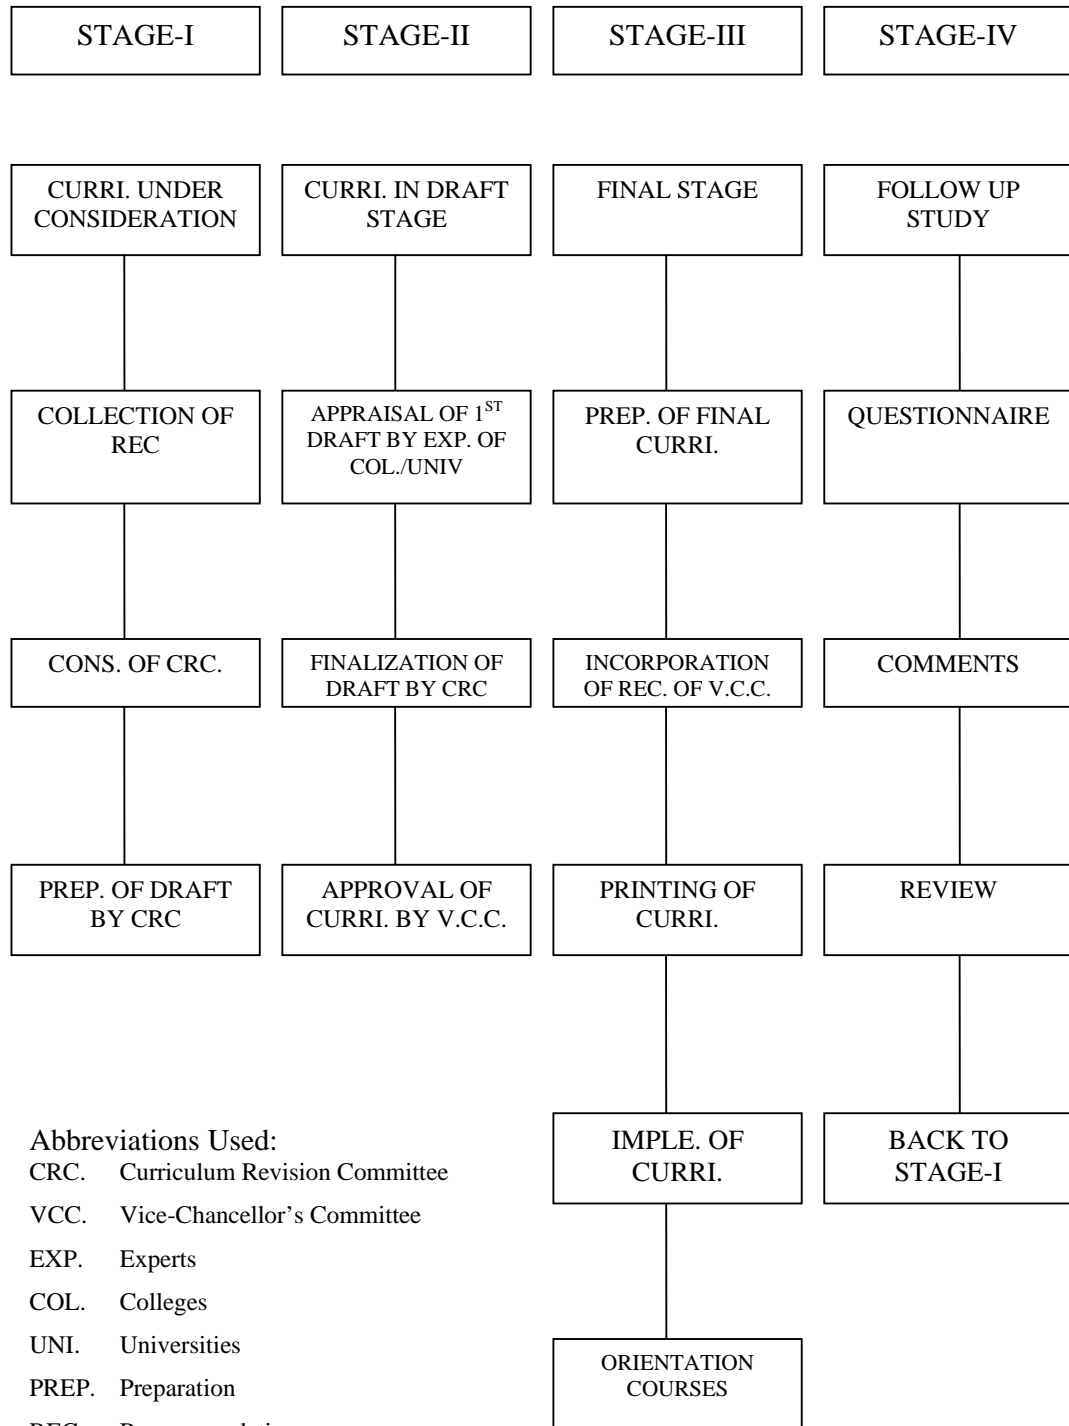 STAGE-I
STAGE-II
STAGE-III
STAGE-IV
CURRI. UNDER
CONSIDERATION
CURRI. IN DRAFT
STAGE
FINAL STAGE
FOLLOW UP
STUDY
COLLECTION OF
REC
APPRAISAL OF 1ST
DRAFT BY EXP. OF
COL./UNIV
PREP. OF FINAL
CURRI.
QUESTIONNAIRE
CONS. OF CRC.
FINALIZATION OF
DRAFT BY CRC
INCORPORATION
OF REC. OF V.C.C.
COMMENTS
PREP. OF DRAFT
BY CRC
APPROVAL OF
CURRI. BY V.C.C.
PRINTING OF
CURRI.
REVIEW
IMPLE. OF
CURRI.
BACK TO
STAGE-I
ORIENTATION
COURSES
Abbreviations Used:
CRC. Curriculum Revision Committee
VCC. Vice-Chancellor's Committee
EXP. Experts
COL. Colleges
UNI. Universities
PREP. Preparation